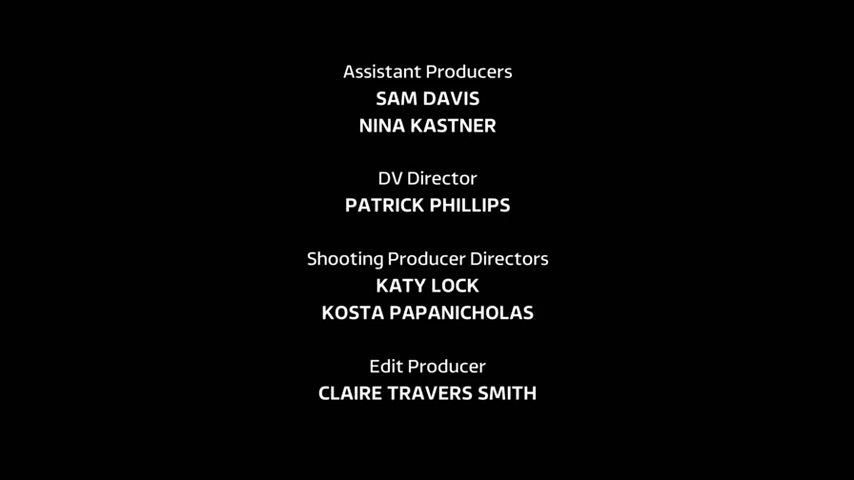 Assistant Producers
SAM DAVIS
NINA KASTNER
DV Director
PATRICK PHILLIPS
Shooting Producer Directors
KATY LOCK
KOSTA PAPANICHOLAS
Edit Producer
CLAIRE TRAVERS SMITH